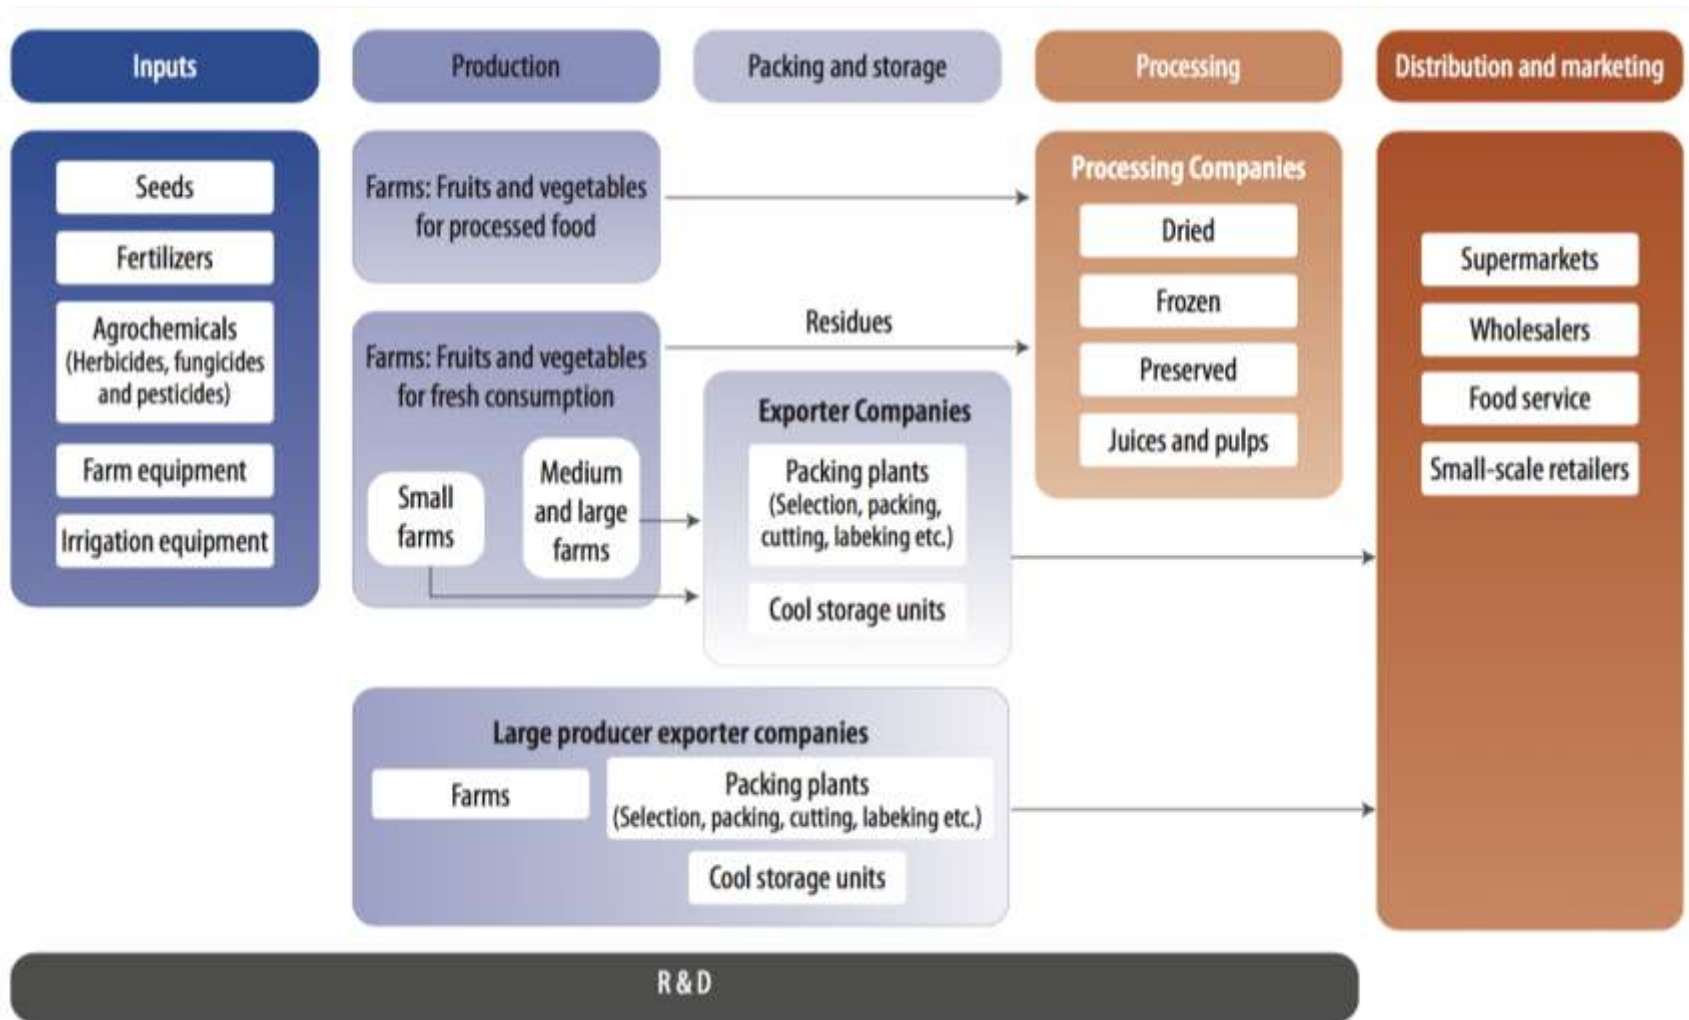 Inputs
Production
Packing and storage
Processing
Distribution and marketing
Seeds
Fertilizers
Agrochemicals
(Herbicides, fungicides
and pesticides)
Farm equipment
Irrigation equipment
Farms: Fruits and vegetables
for processed food
Farms: Fruits and vegetables
for fresh consumption
Small
farms
Medium
and large
farms
Residues
Exporter Companies
Packing plants
(Selection, packing,
cutting, labeking etc.)
Cool storage units
Large producer exporter companies
Farms
Packing plants
(Selection, packing, cutting, labeking etc.)
Cool storage units
Processing Companies
Dried
Frozen
Preserved
Juices and pulps
Supermarkets
Wholesalers
Food service
Small-scale retailers
R & D